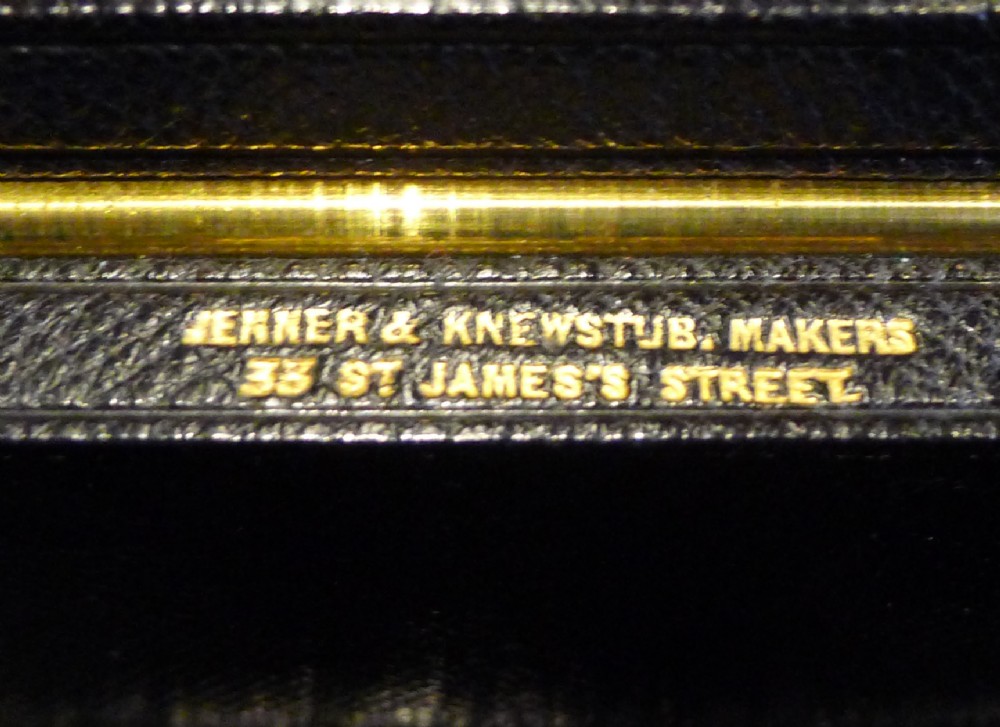 JENNER & KNEWSTUB. MAKERS
33 ST JAMES'S STREET